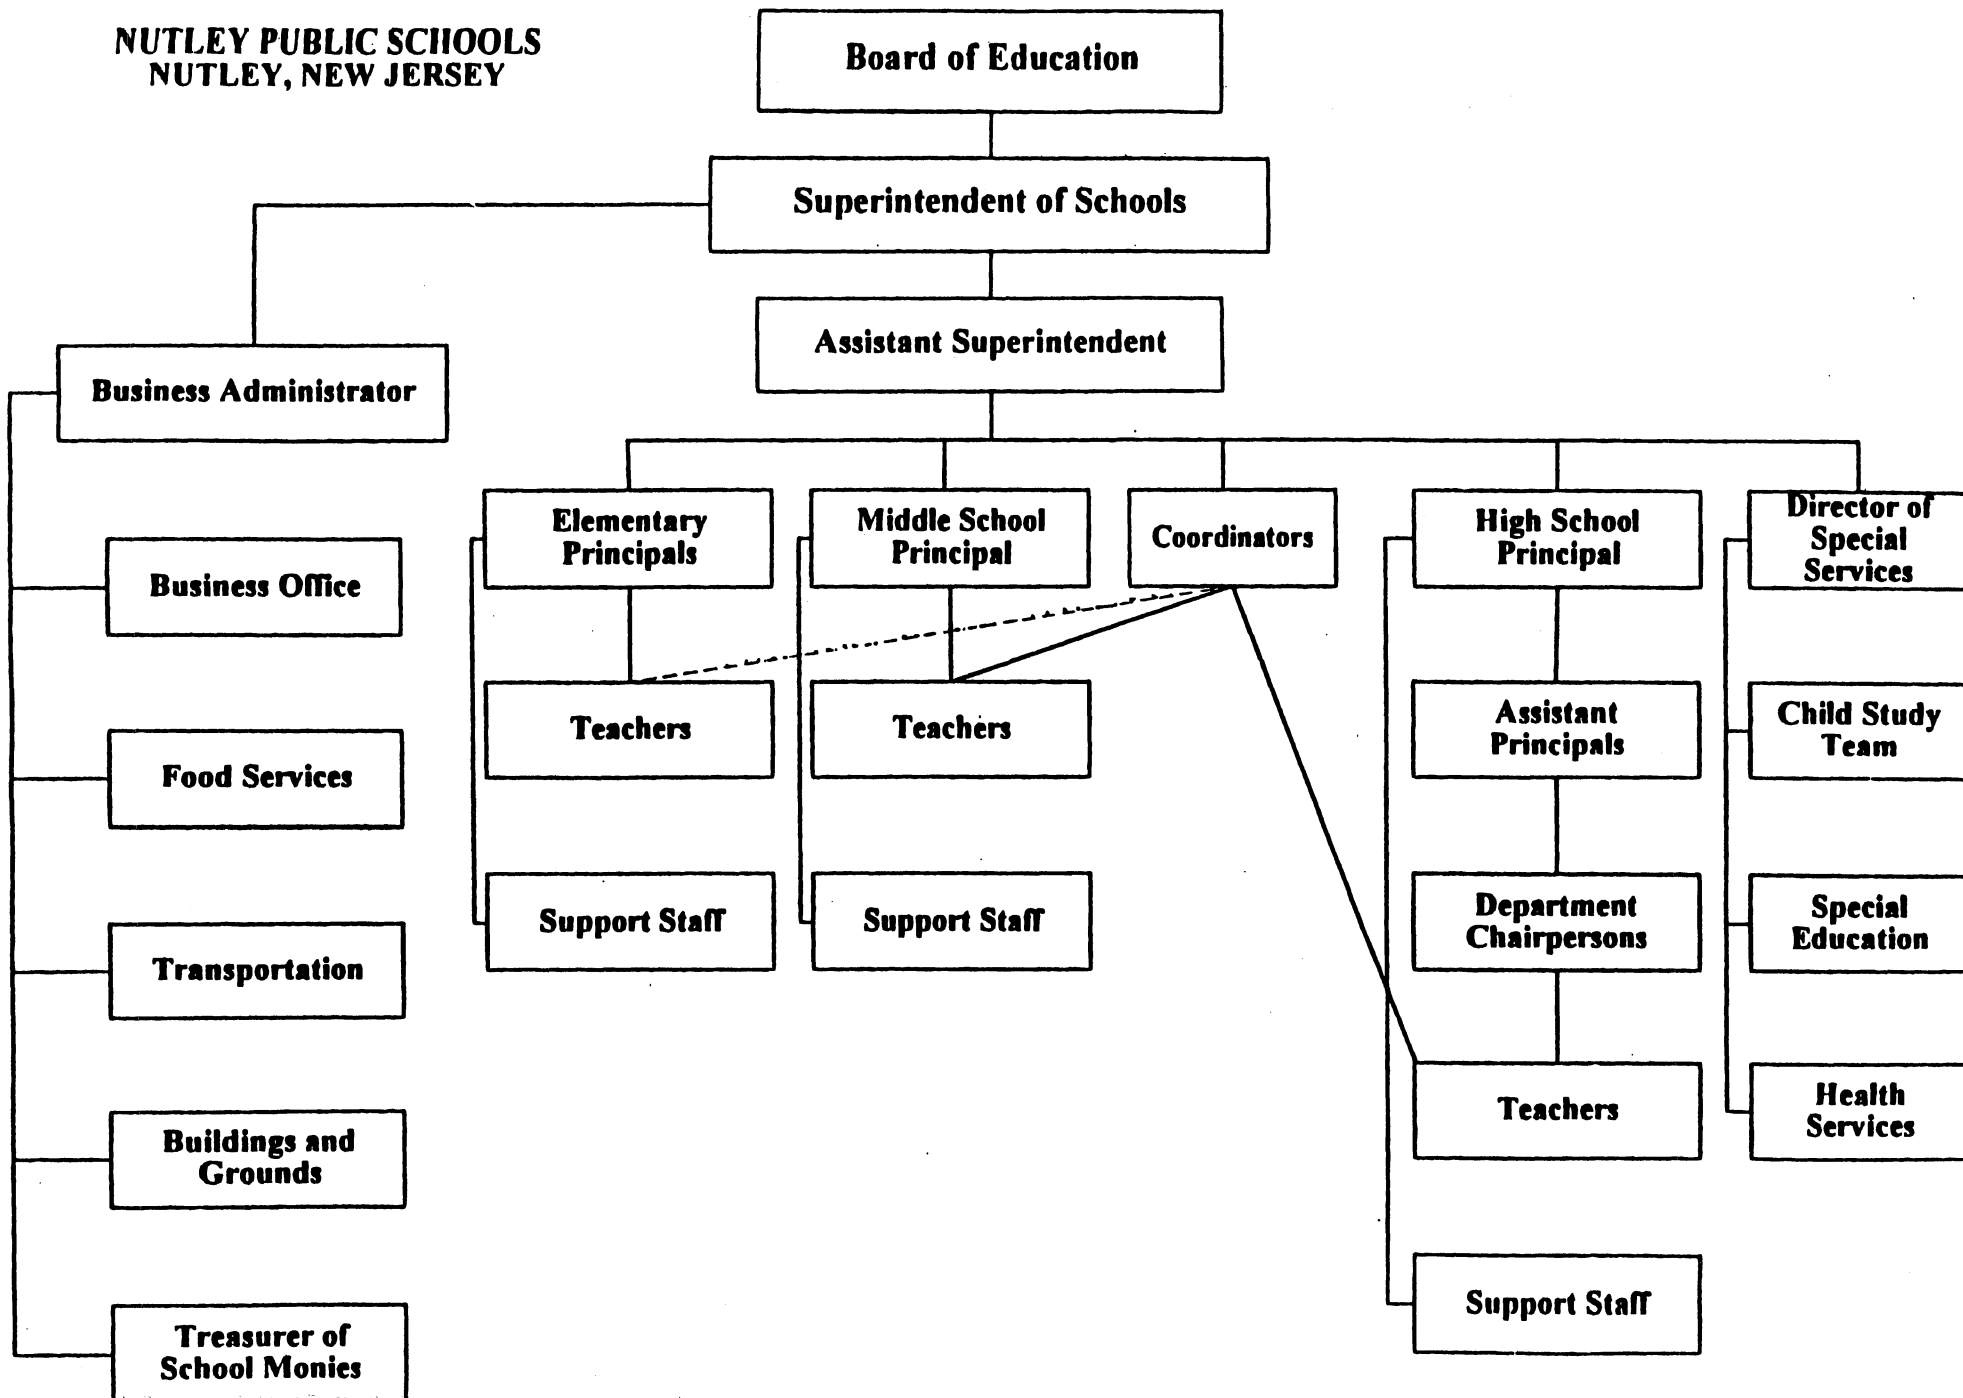 NUTLEY PUBLIC SCHOOLS
NUTLEY, NEW JERSEY
Board of Education
Superintendent of Schools
Assistant Superintendent
Business Administrator
Business Office
Food Services
Transportation
Buildings and
Grounds
Treasurer of
School Monies
Elementary
Principals
Teachers
Support Staff
Middle School
Principal
Teachers
Support Staff
Coordinators
High School
Principal
Assistant
Principals
Department
Chairpersons
Teachers
Support Staff
Director of
Special
Services
Child Study
Team
Special
Education
Health
Services